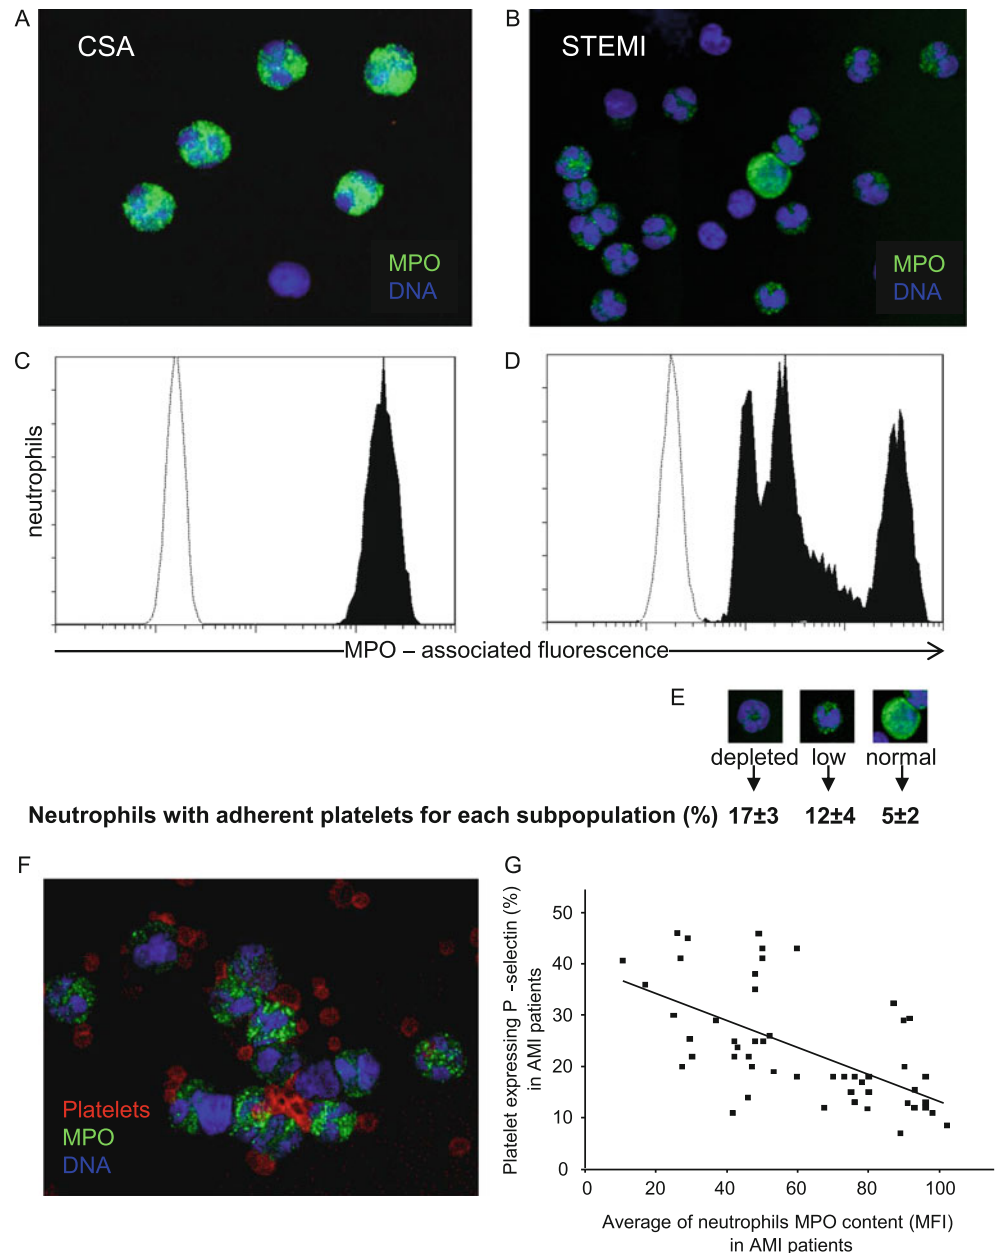 A
CSA
MPO
DNA
B
STEMI
MPO
DNA
C
neutrophils
D
MPO – associated fluorescence
E
depleted low normal
Neutrophils with adherent platelets for each subpopulation (%) 17±3 12±4 5±2
F
Platelets
MPO
DNA
G
Platelet expressing P -selectin (%)
in AMI patients
50
40
30
20
10
0
0 20 40 60 80 100
Average of neutrophils MPO content (MFI)
in AMI patients